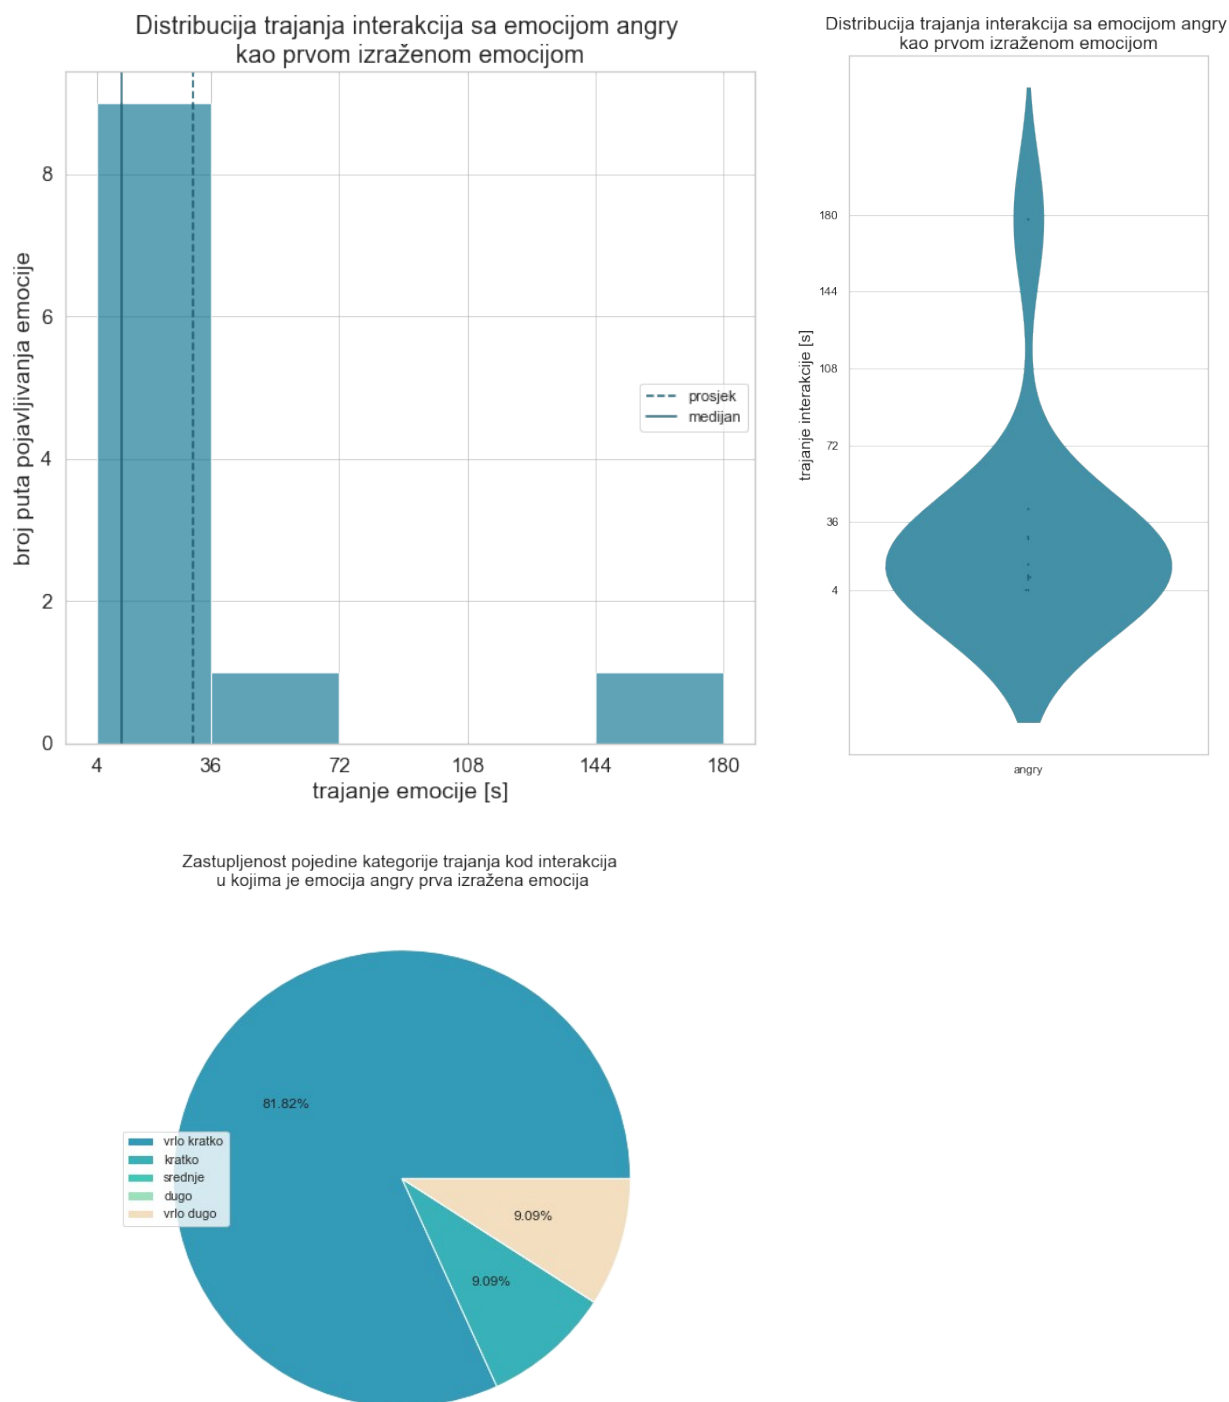 Distribucija trajanja interakcija sa emocijom angry
kao prvom izraženom emocijom
broj puta pojavljivanja emocije
8
6
4
2
0
4
36
72
108
144
180
trajanje emocije [s]
prosjek
medijan
Distribucija trajanja interakcija sa emocijom angry
kao prvom izraženom emocijom
trajanje interakcije [s]
180
144
108
72
36
4
angry
Zastupljenost pojedine kategorije trajanja kod interakcija
u kojima je emocija angry prva izražena emocija
81.82%
vrlo kratko
kratko
srednje
dugo
vrlo dugo
9.09%
9.09%